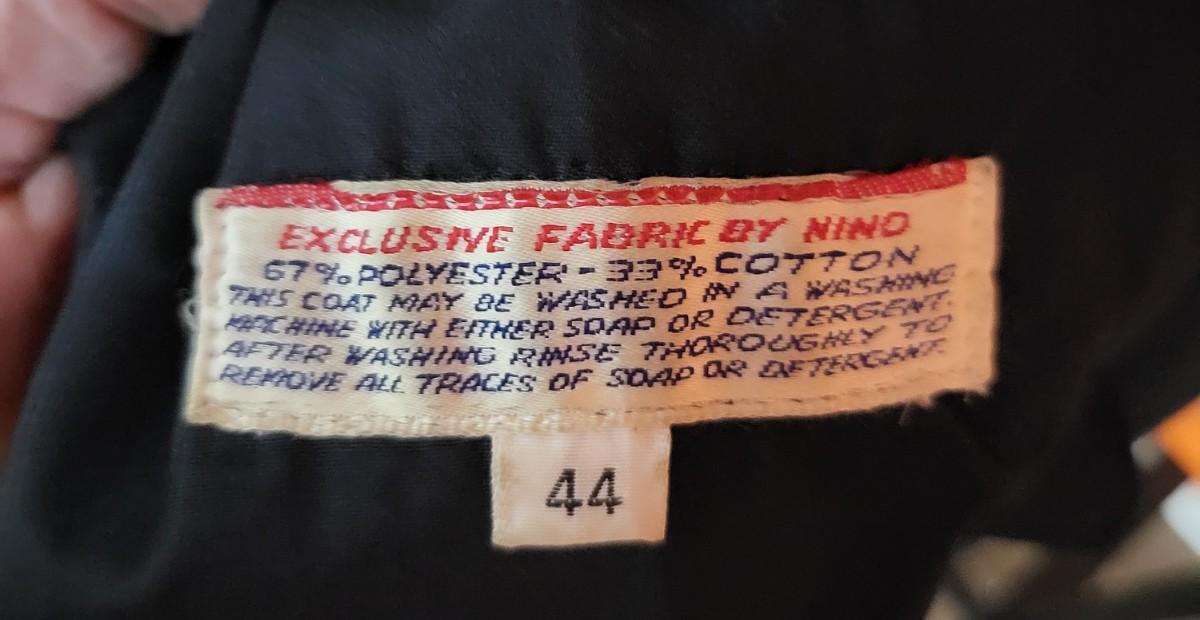 EXCLUSIVE FABRIC BY NINO
67% POLYESTER - 33% COTTON
THIS COAT MAY BE WASHED IN A WASHING
MACHINE WITH EITHER SOAP OR DETERGENT.
AFTER WASHING RINSE THOROUGHLY TO
REMOVE ALL TRACES OF SOAP OR DETERGENT.
44